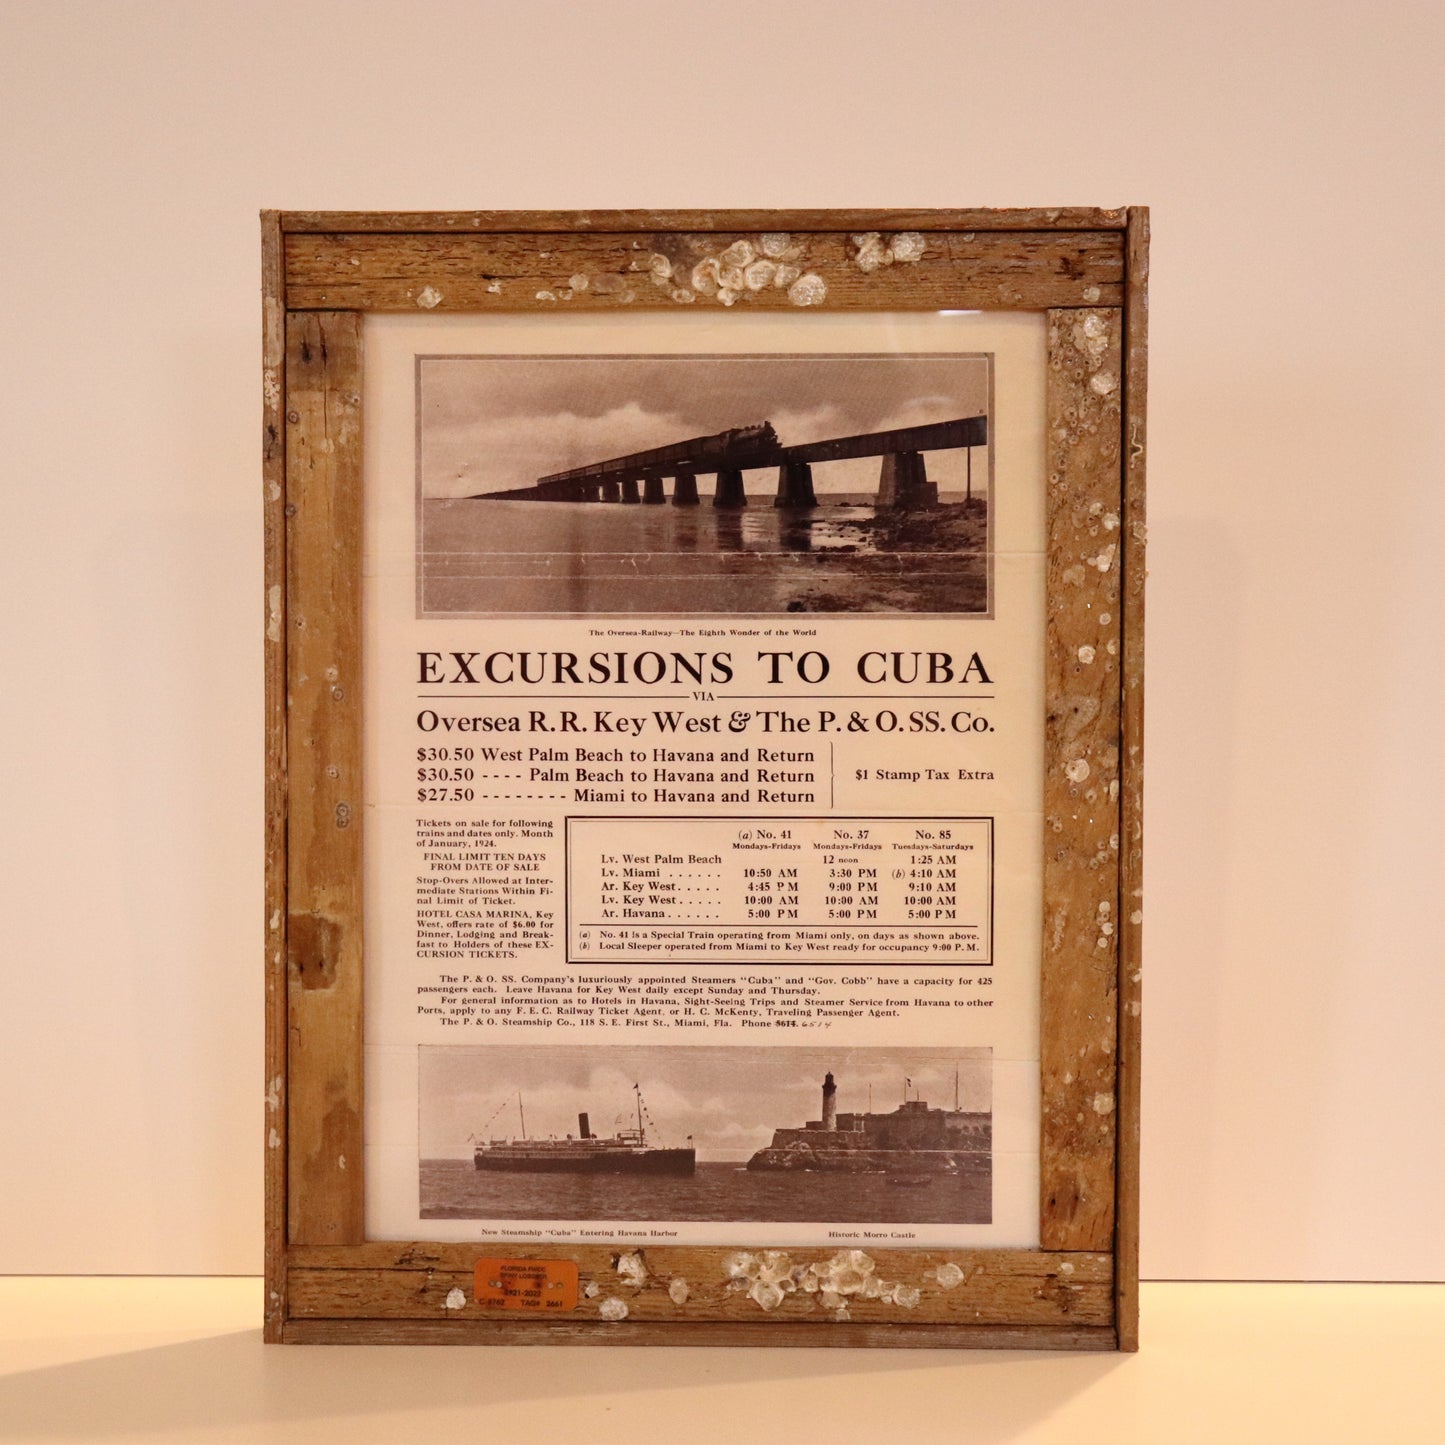 The Oversea-Railway—The Eighth Wonder of the World
EXCURSIONS TO CUBA
VIA
Oversea R. R. Key West & The P. & O. SS. Co.
$30.50 West Palm Beach to Havana and Return
$30.50 - - - - Palm Beach to Havana and Return
$27.50 - - - - - - - - Miami to Havana and Return
$1 Stamp Tax Extra
Tickets on sale for following
trains and dates only. Month
of January, 1924.
FINAL LIMIT TEN DAYS
FROM DATE OF SALE
Stop-Overs Allowed at Inter-
mediate Stations Within Fi-
nal Limit of Ticket.
HOTEL CASA MARINA, Key
West, offers rate of $6.00 for
Dinner, Lodging and Break-
fast to Holders of these EX-
CURSION TICKETS.
(a) No. 41 No. 37 No. 85
Mondays-Fridays Mondays-Fridays Tuesdays-Saturdays
Lv. West Palm Beach 12 noon 1:25 AM
Lv. Miami . . . . . . 10:50 AM 3:30 PM (b) 4:10 AM
Ar. Key West . . . . . 4:45 PM 9:00 PM 9:10 AM
Lv. Key West . . . . . 10:00 AM 10:00 AM 10:00 AM
Ar. Havana . . . . . . 5:00 PM 5:00 PM 5:00 PM
(a) No. 41 is a Special Train operating from Miami only, on days as shown above.
(b) Local Sleeper operated from Miami to Key West ready for occupancy 9:00 P. M.
The P. & O. SS. Company's luxuriously appointed Steamers "Cuba" and "Gov. Cobb" have a capacity for 425
passengers each. Leave Havana for Key West daily except Sunday and Thursday.
For general information as to Hotels in Havana, Sight-Seeing Trips and Steamer Service from Havana to other
Ports, apply to any F. E. C. Railway Ticket Agent, or H. C. McKenty, Traveling Passenger Agent.
The P. & O. Steamship Co., 118 S. E. First St., Miami, Fla. Phone 8614. 6514
New Steamship "Cuba" Entering Havana Harbor
Historic Morro Castle
FLORIDA FWCC
SPINY LOBSTER
2021-2022
TAG# 3661